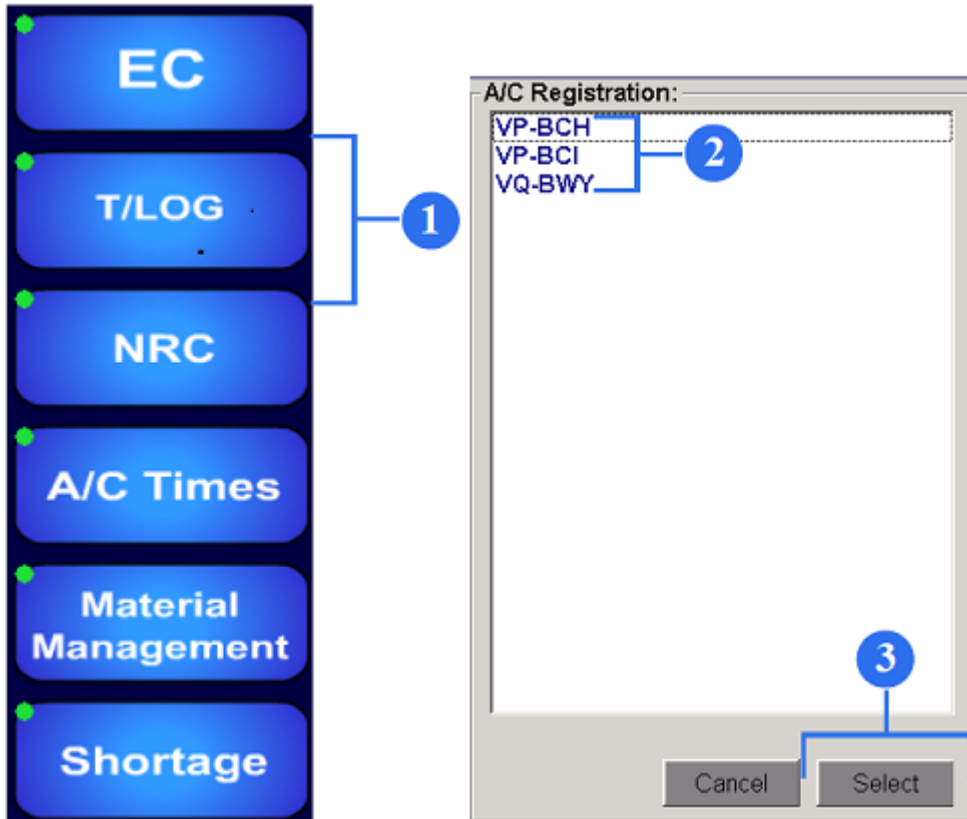 EC
T/LOG
NRC
A/C Times
Material
Management
Shortage
1
A/C Registration:
VP-BCH
VP-BCI
VQ-BWY
2
3
Cancel
Select